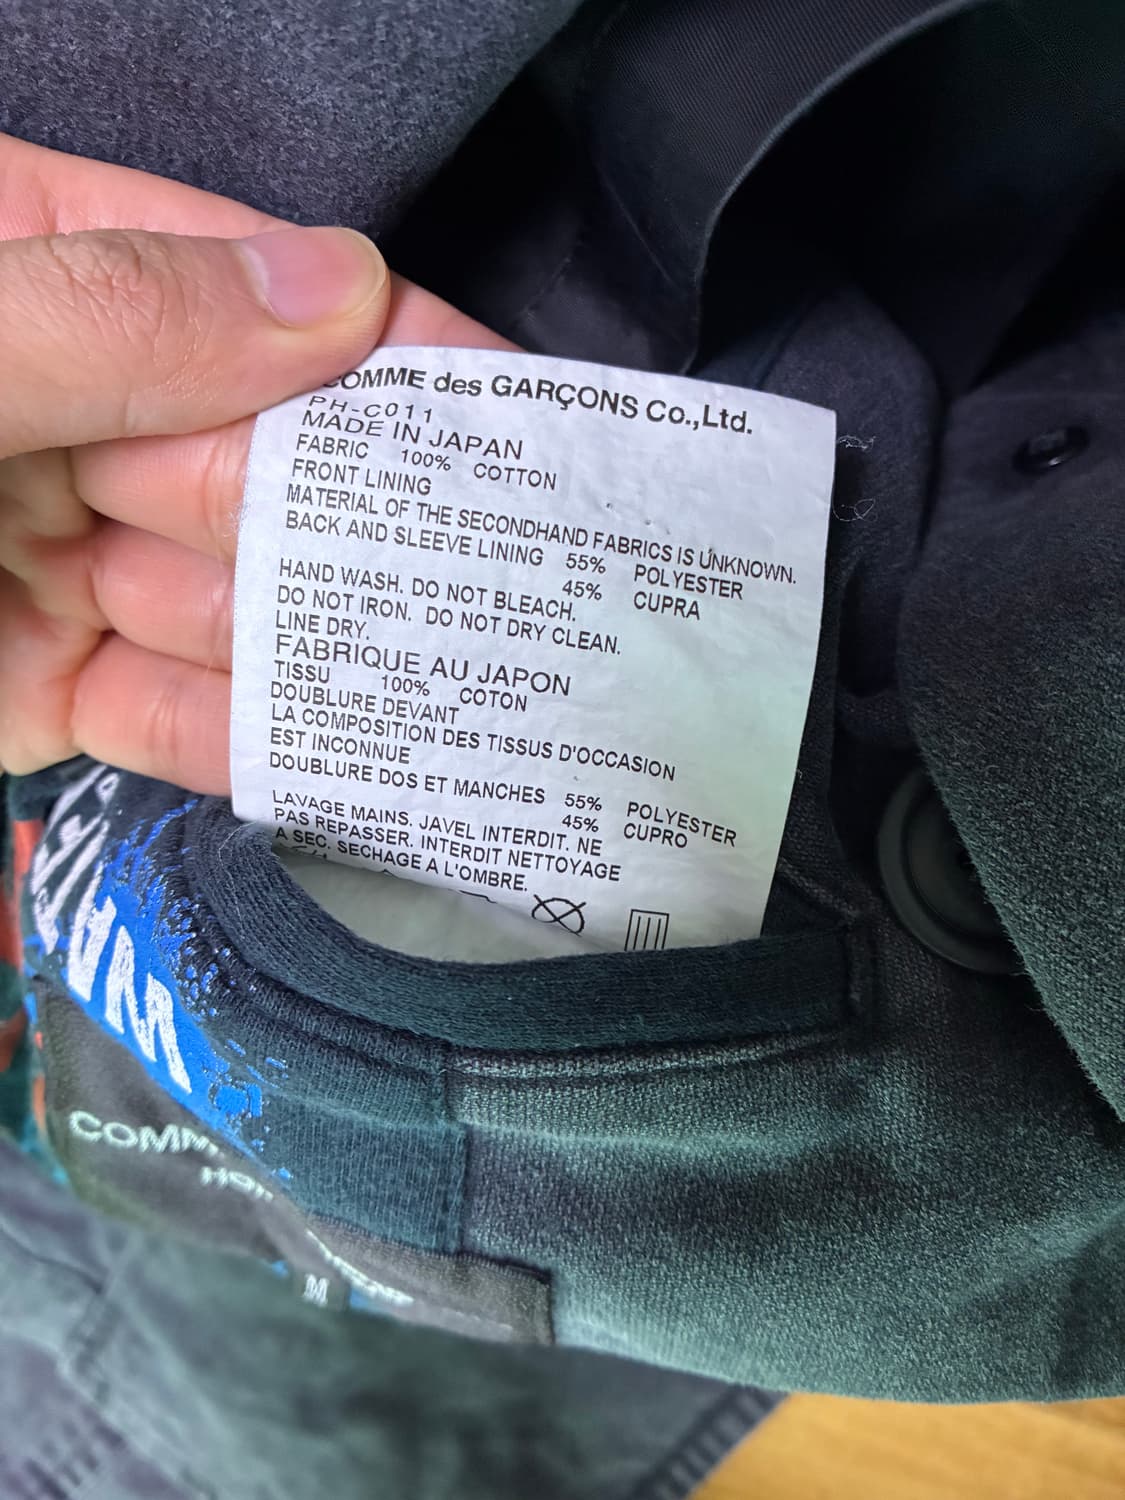 COMME des GARÇONS Co.,Ltd.
PH-C011
MADE IN JAPAN
FABRIC 100% COTTON
FRONT LINING
MATERIAL OF THE SECONDHAND FABRICS IS UNKNOWN.
BACK AND SLEEVE LINING 55% POLYESTER
45% CUPRA
HAND WASH. DO NOT BLEACH.
DO NOT IRON. DO NOT DRY CLEAN.
LINE DRY.
FABRIQUE AU JAPON
TISSU 100% COTON
DOUBLURE DEVANT
LA COMPOSITION DES TISSUS D'OCCASION
EST INCONNUE
DOUBLURE DOS ET MANCHES 55% POLYESTER
45% CUPRO
LAVAGE MAINS. JAVEL INTERDIT. NE
PAS REPASSER. INTERDIT NETTOYAGE
A SEC. SECHAGE A L'OMBRE.
COMM
M